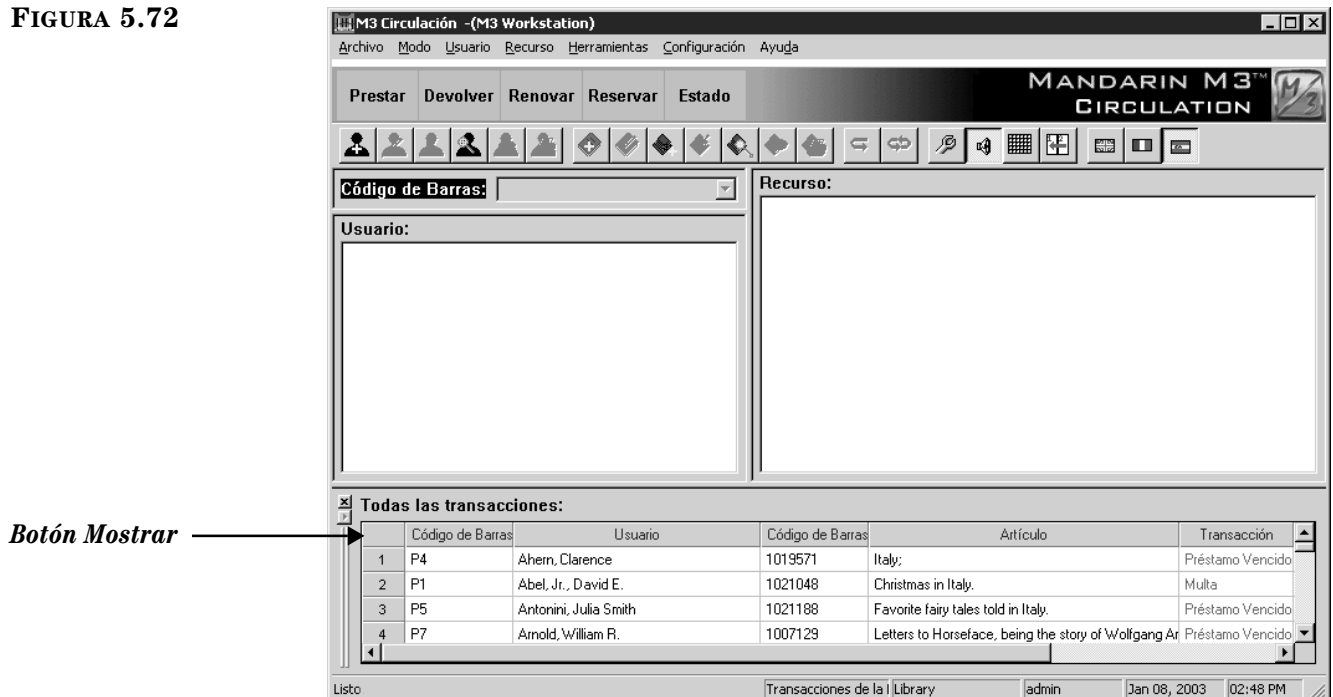 FIGURA 5.72
M3 Circulación -(M3 Workstation)
Archivo Modo Usuario Recurso Herramientas Configuración Ayuda
Prestar Devolver Renovar Reservar Estado
MANDARIN M3™
CIRCULATION
M3
Código de Barras:
Recurso:
Usuario:
Todas las transacciones:
Botón Mostrar
Código de Barras Usuario Código de Barras Artículo Transacción
1 P4 Ahern, Clarence 1019571 Italy; Préstamo Vencido
2 P1 Abel, Jr., David E. 1021048 Christmas in Italy. Multa
3 P5 Antonini, Julia Smith 1021188 Favorite fairy tales told in Italy. Préstamo Vencido
4 P7 Arnold, William R. 1007129 Letters to Horseface, being the story of Wolfgang Ar Préstamo Vencido
Listo Transacciones de la l Library admin Jan 08, 2003 02:48 PM